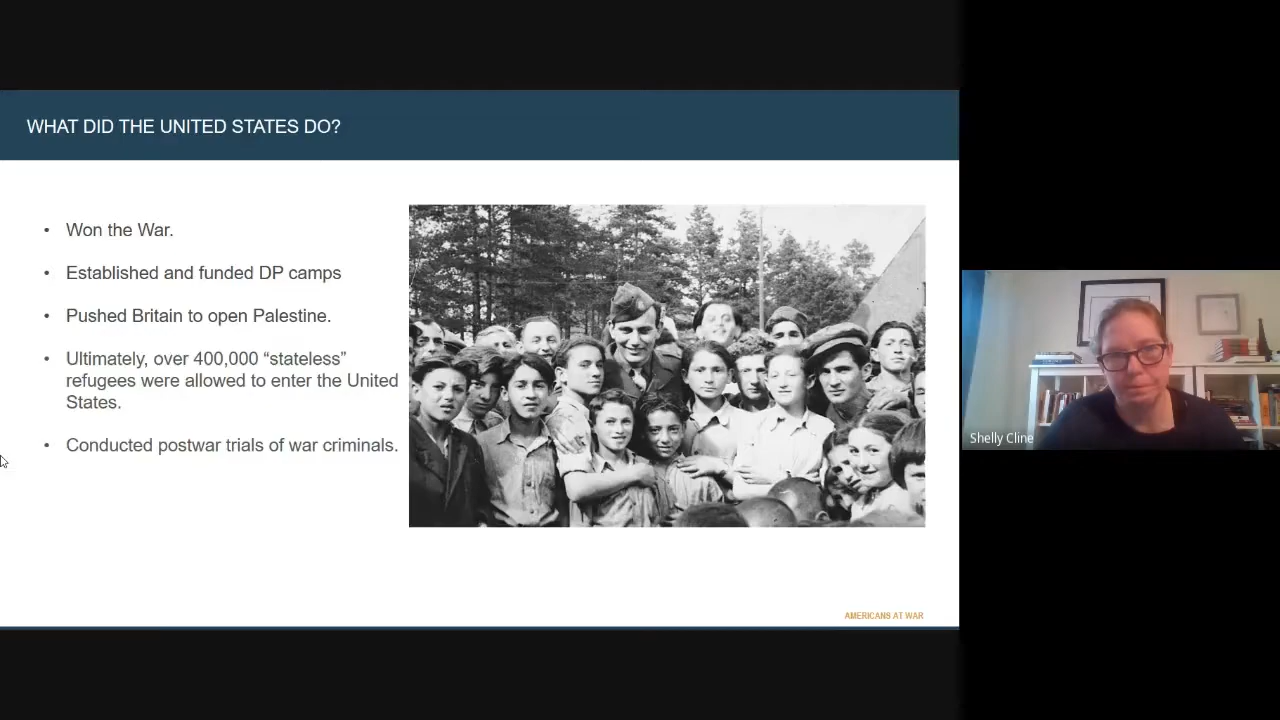 WHAT DID THE UNITED STATES DO?
• Won the War.
• Established and funded DP camps
• Pushed Britain to open Palestine.
• Ultimately, over 400,000 “stateless”
refugees were allowed to enter the United
States.
• Conducted postwar trials of war criminals.
AMERICANS AT WAR
Shelly Cline